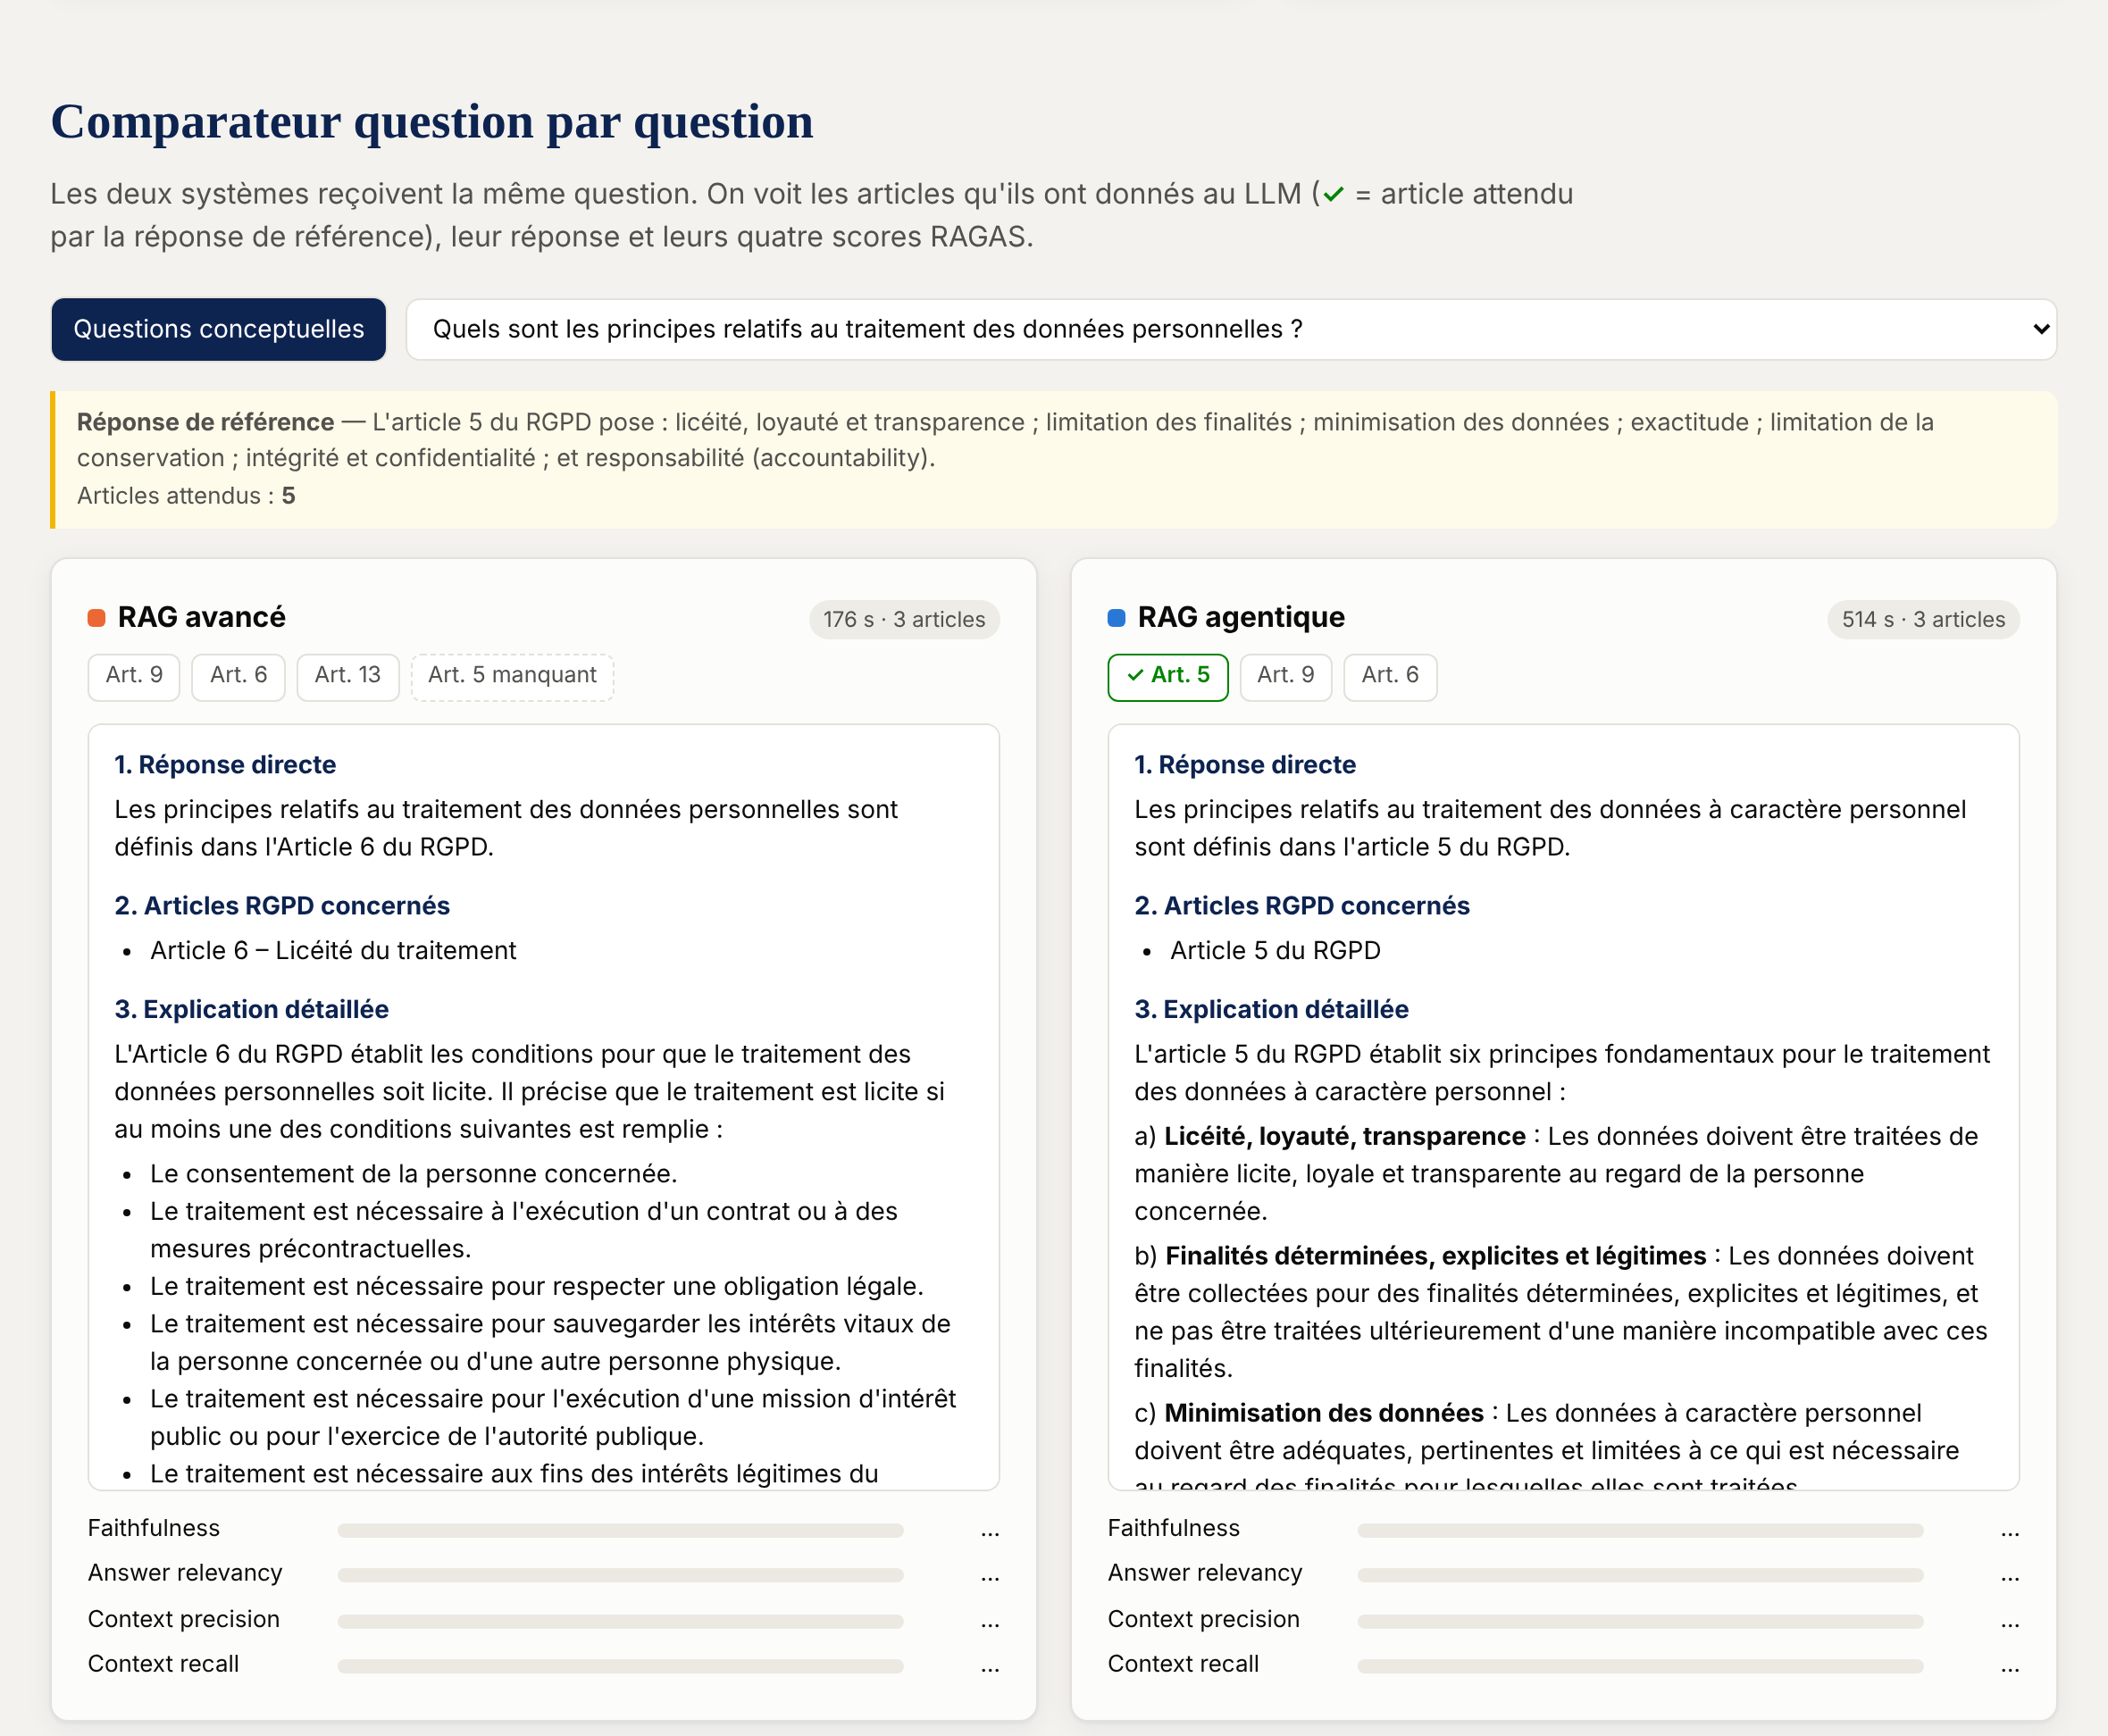 Comparateur question par question
Les deux systèmes reçoivent la même question. On voit les articles qu'ils ont donnés au LLM (✓ = article attendu
par la réponse de référence), leur réponse et leurs quatre scores RAGAS.
Questions conceptuelles
Quels sont les principes relatifs au traitement des données personnelles ?
Réponse de référence — L'article 5 du RGPD pose : licéité, loyauté et transparence ; limitation des finalités ; minimisation des données ; exactitude ; limitation de la
conservation ; intégrité et confidentialité ; et responsabilité (accountability).
Articles attendus : 5
RAG avancé
176 s · 3 articles
Art. 9
Art. 6
Art. 13
Art. 5 manquant
1. Réponse directe
Les principes relatifs au traitement des données personnelles sont
définis dans l'Article 6 du RGPD.
2. Articles RGPD concernés
• Article 6 – Licéité du traitement
3. Explication détaillée
L'Article 6 du RGPD établit les conditions pour que le traitement des
données personnelles soit licite. Il précise que le traitement est licite si
au moins une des conditions suivantes est remplie :
• Le consentement de la personne concernée.
• Le traitement est nécessaire à l'exécution d'un contrat ou à des
mesures précontractuelles.
• Le traitement est nécessaire pour respecter une obligation légale.
• Le traitement est nécessaire pour sauvegarder les intérêts vitaux de
la personne concernée ou d'une autre personne physique.
• Le traitement est nécessaire pour l'exécution d'une mission d'intérêt
public ou pour l'exercice de l'autorité publique.
• Le traitement est nécessaire aux fins des intérêts légitimes du
Faithfulness ...
Answer relevancy ...
Context precision ...
Context recall ...
RAG agentique
514 s · 3 articles
✓ Art. 5
Art. 9
Art. 6
1. Réponse directe
Les principes relatifs au traitement des données à caractère personnel
sont définis dans l'article 5 du RGPD.
2. Articles RGPD concernés
• Article 5 du RGPD
3. Explication détaillée
L'article 5 du RGPD établit six principes fondamentaux pour le traitement
des données à caractère personnel :
a) Licéité, loyauté, transparence : Les données doivent être traitées de
manière licite, loyale et transparente au regard de la personne
concernée.
b) Finalités déterminées, explicites et légitimes : Les données doivent
être collectées pour des finalités déterminées, explicites et légitimes, et
ne pas être traitées ultérieurement d'une manière incompatible avec ces
finalités.
c) Minimisation des données : Les données à caractère personnel
doivent être adéquates, pertinentes et limitées à ce qui est nécessaire
au regard des finalités pour lesquelles elles sont traitées.
Faithfulness ...
Answer relevancy ...
Context precision ...
Context recall ...